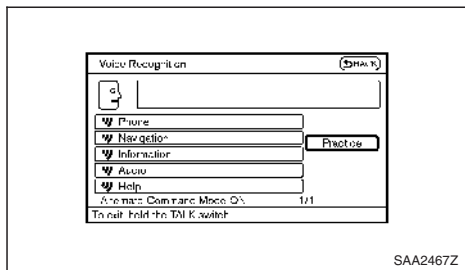 Voice Recognition
BACK
Phone
Navigation
Practice
Information
Audio
Help
Alternate Command Mode ON 1/1
To exit, hold the TALK switch
SAA2467Z